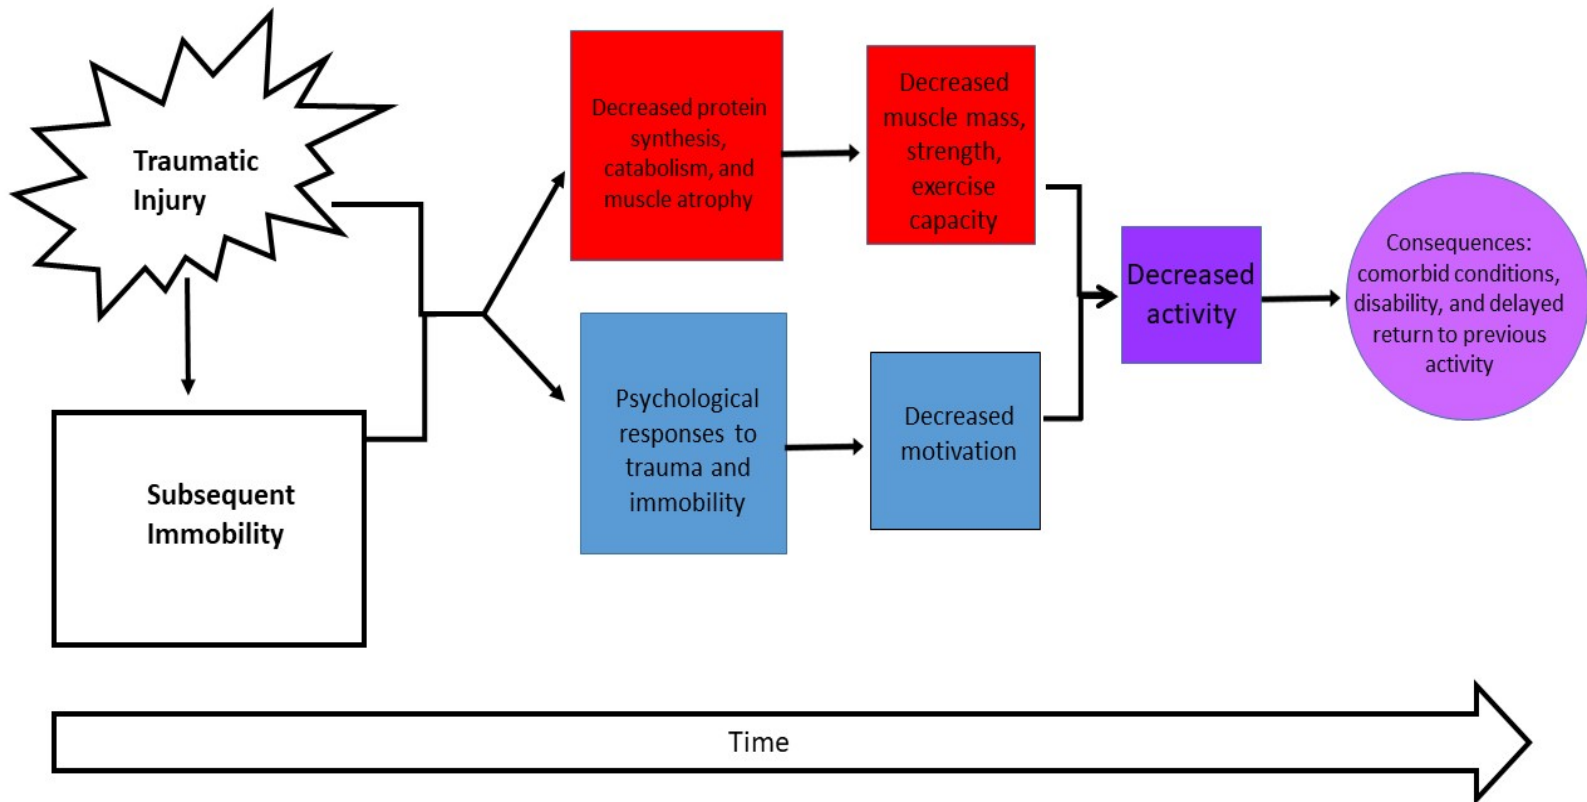 Traumatic
Injury
Subsequent
Immobility
Decreased protein
synthesis,
catabolism, and
muscle atrophy
Decreased
muscle mass,
strength,
exercise
capacity
Psychological
responses to
trauma and
immobility
Decreased
motivation
Decreased
activity
Consequences:
comorbid conditions,
disability, and delayed
return to previous
activity
Time